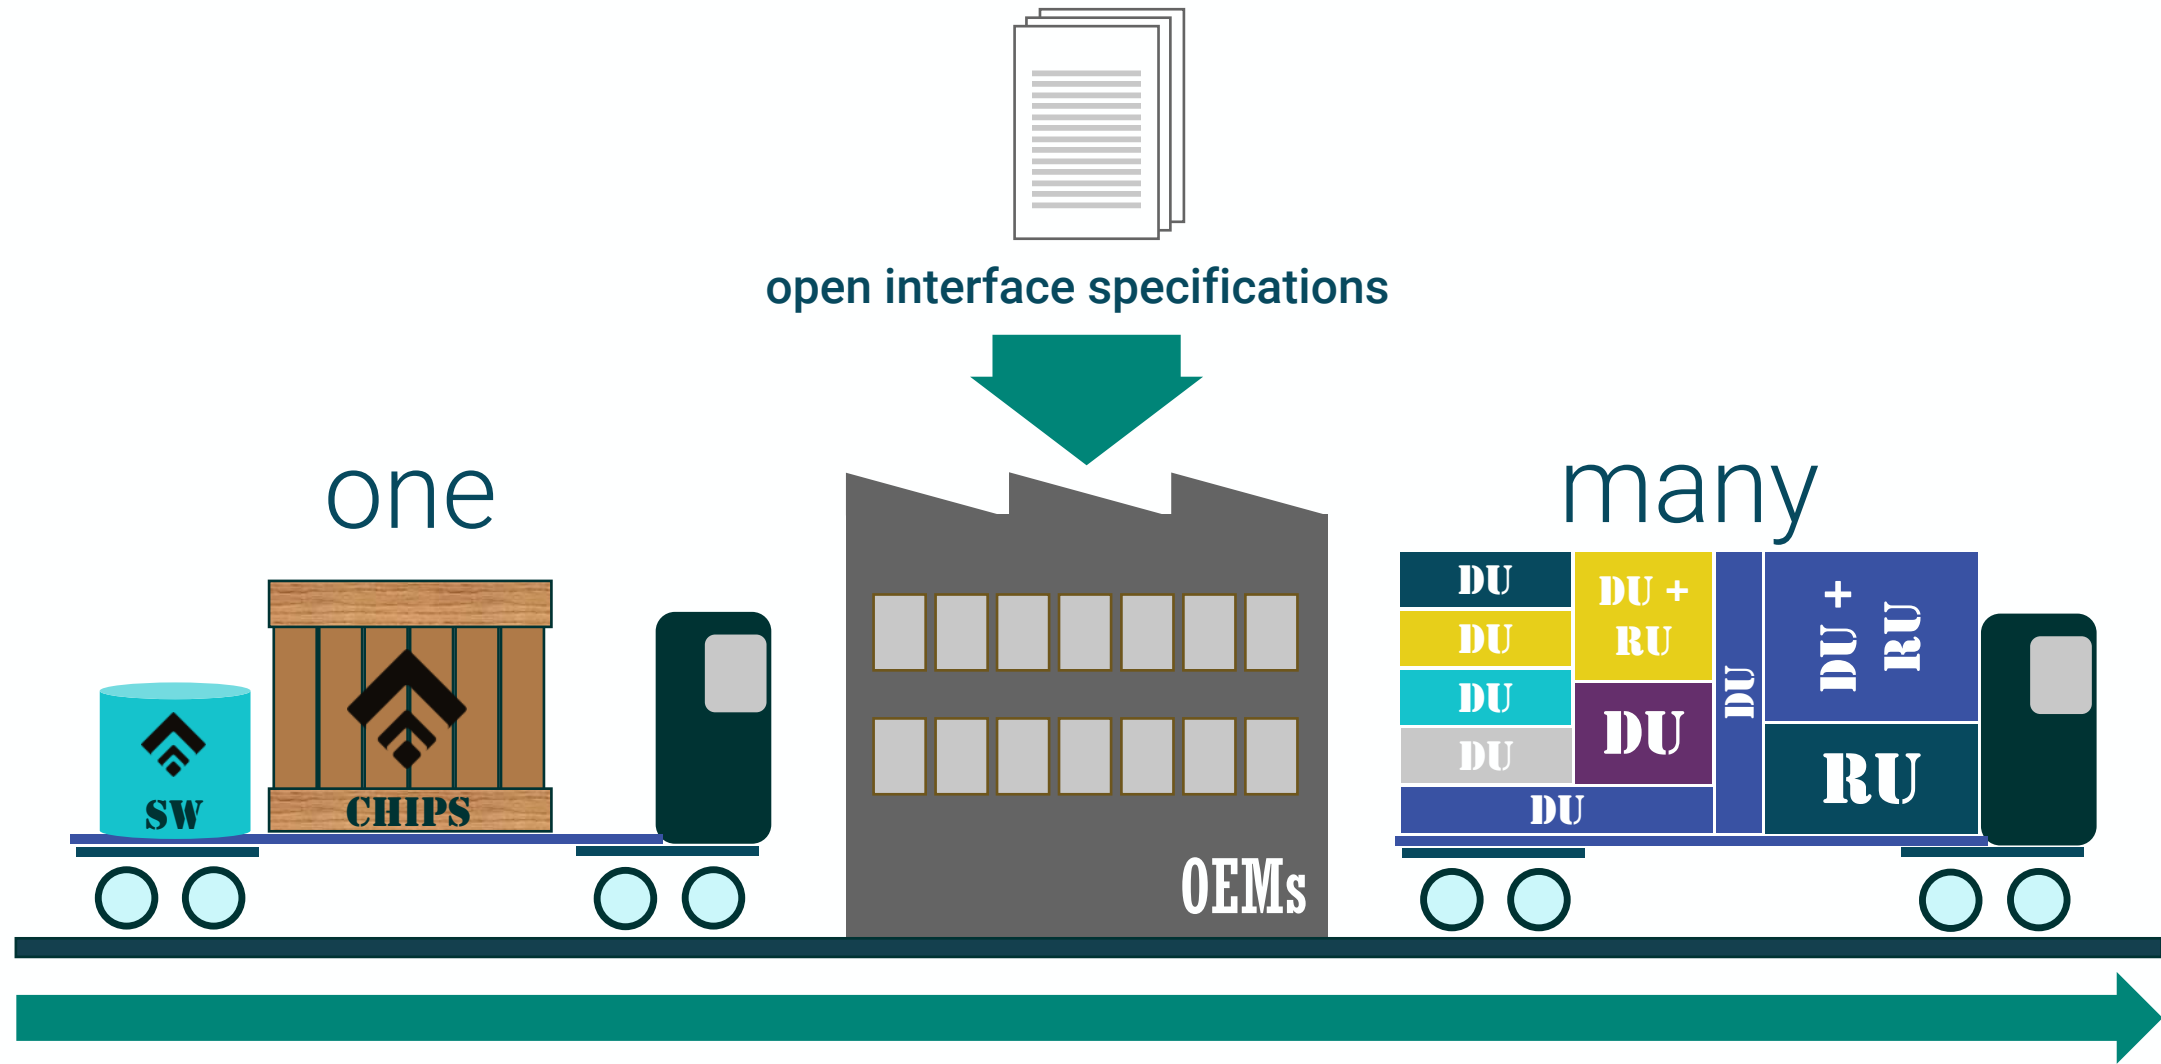 open interface specifications
one
many
SW
CHIPS
OEMs
DU
DU
DU
DU
DU
DU +
RU
DU
DU
DU +
RU
RU